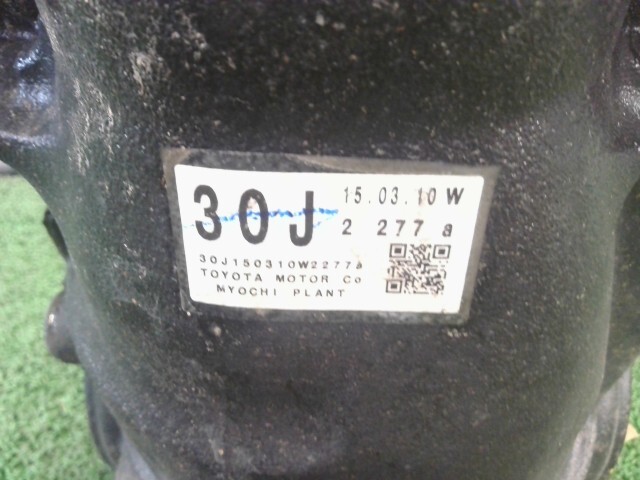 30J 15.03.10 W
2 277 a
30J150310W2277a
TOYOTA MOTOR Co
MYOCHI PLANT